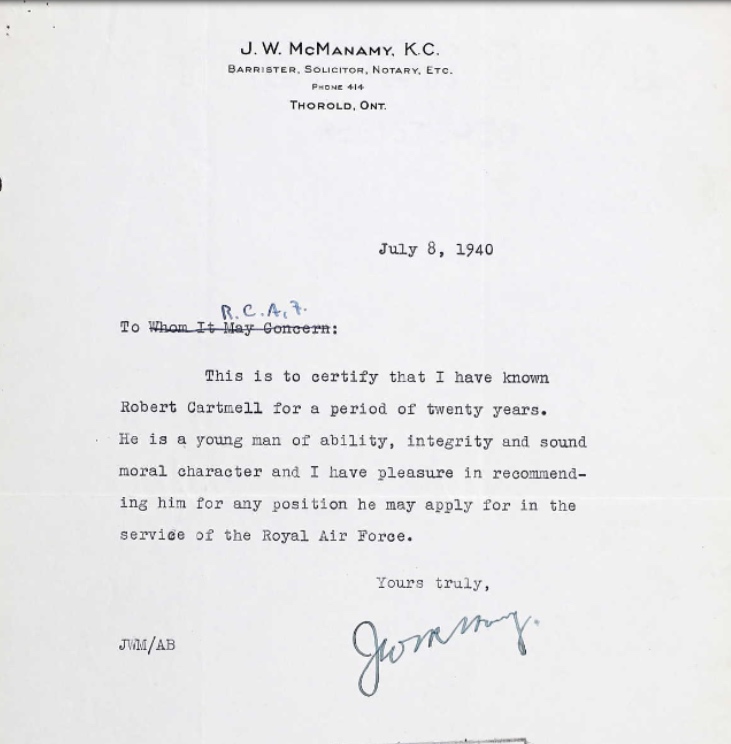 J. W. McManamy, K.C.
Barrister, Solicitor, Notary, Etc.
Phone 414
Thorold, Ont.
July 8, 1940
R.C.A.F.
To Whom It May Concern:
This is to certify that I have known
Robert Cartmell for a period of twenty years.
He is a young man of ability, integrity and sound
moral character and I have pleasure in recommend-
ing him for any position he may apply for in the
service of the Royal Air Force.
Yours truly,
JWM/AB